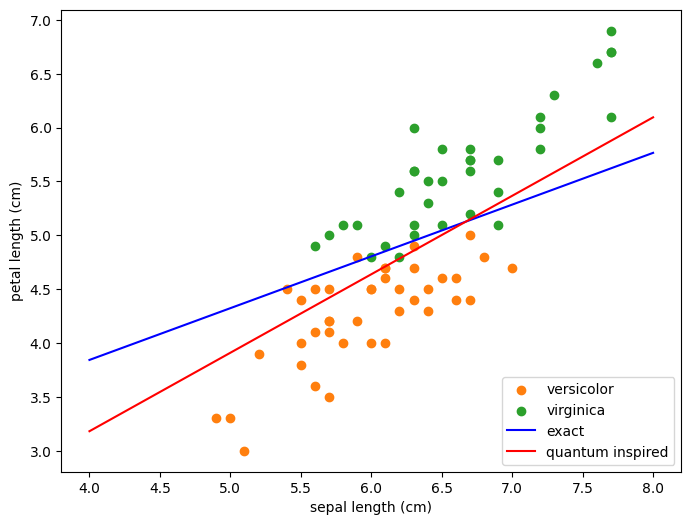 7.0
6.5
6.0
5.5
5.0
4.5
4.0
3.5
3.0
petal length (cm)
4.0 4.5 5.0 5.5 6.0 6.5 7.0 7.5 8.0
sepal length (cm)
versicolor
virginica
exact
quantum inspired